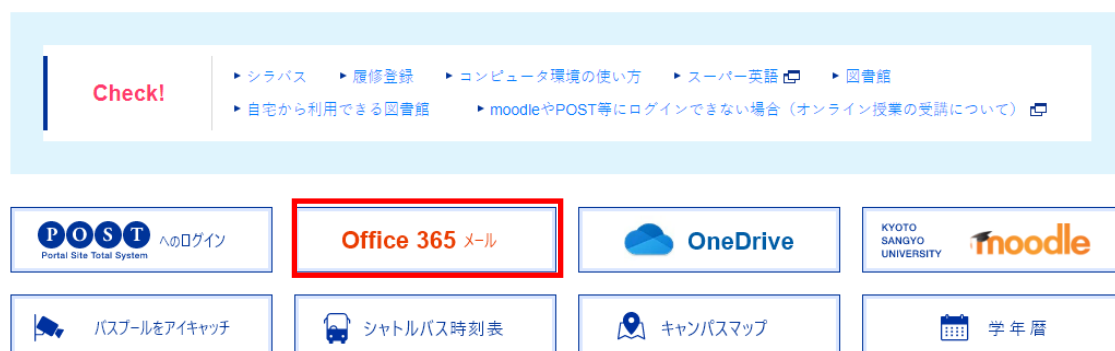 Check!
シラバス 履修登録 コンピュータ環境の使い方 スーパー英語 図書館
自宅から利用できる図書館 moodleやPOST等にログインできない場合（オンライン授業の受講について）
POST へのログイン
Portal Site Total System
Office 365 メール
OneDrive
KYOTO
SANGYO
UNIVERSITY
moodle
バスプールをアイキャッチ
シャトルバス時刻表
キャンパスマップ
学年暦